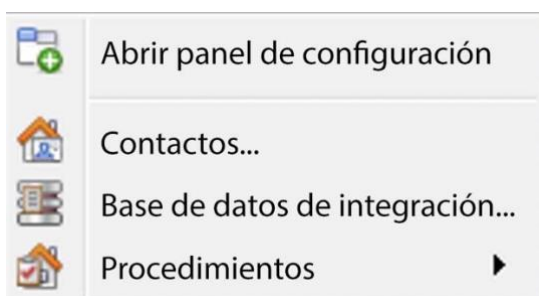 Abrir panel de configuración
Contactos...
Base de datos de integración...
Procedimientos